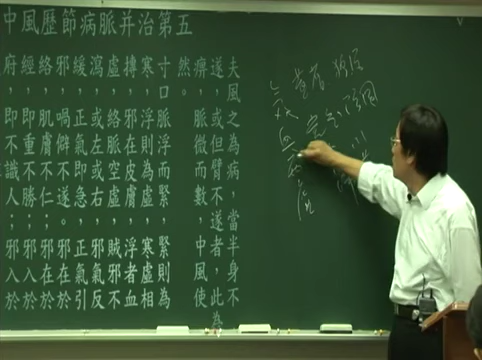 中風歷節病脈并治第五
夫風之為病，當半身不
遂，或但臂不遂者，此為
痹，脈微而數，中風使
然。
寸口脈浮而緊，緊則為
寒，浮則為虛，寒虛相
摶，邪在皮膚，浮者血
虛，絡脈空虛，賊邪不
瀉，或左或右，邪氣反
緩，正氣即急，正氣引
邪，喎僻不遂。邪在於
絡，肌膚不仁；邪在於
經，即重不勝；邪入於
府，即不識人；邪入於